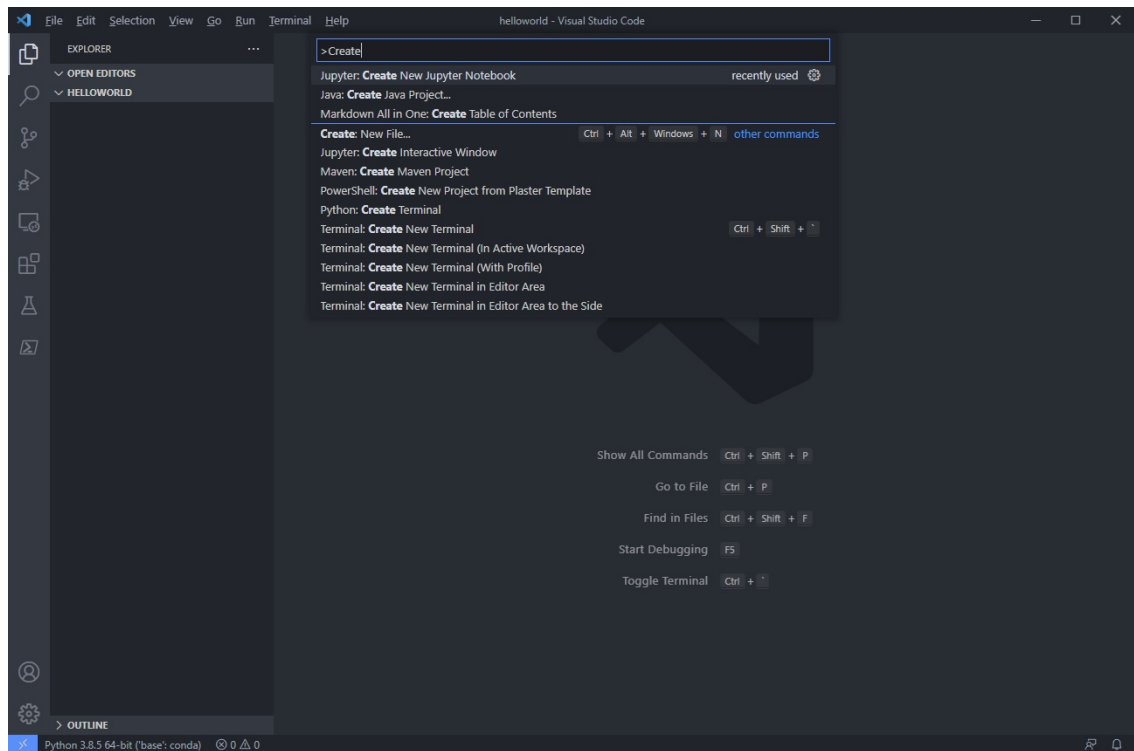 File Edit Selection View Go Run Terminal Help helloworld - Visual Studio Code
EXPLORER ...
OPEN EDITORS
HELLOWORLD
>Create
Jupyter: Create New Jupyter Notebook recently used
Java: Create Java Project...
Markdown All in One: Create Table of Contents
Create: New File... Ctrl + Alt + Windows + N other commands
Jupyter: Create Interactive Window
Maven: Create Maven Project
PowerShell: Create New Project from Plaster Template
Python: Create Terminal
Terminal: Create New Terminal Ctrl + Shift + `
Terminal: Create New Terminal (In Active Workspace)
Terminal: Create New Terminal (With Profile)
Terminal: Create New Terminal in Editor Area
Terminal: Create New Terminal in Editor Area to the Side
Show All Commands Ctrl + Shift + P
Go to File Ctrl + P
Find in Files Ctrl + Shift + F
Start Debugging F5
Toggle Terminal Ctrl + `
OUTLINE
Python 3.8.5 64-bit ('base': conda) 0 0